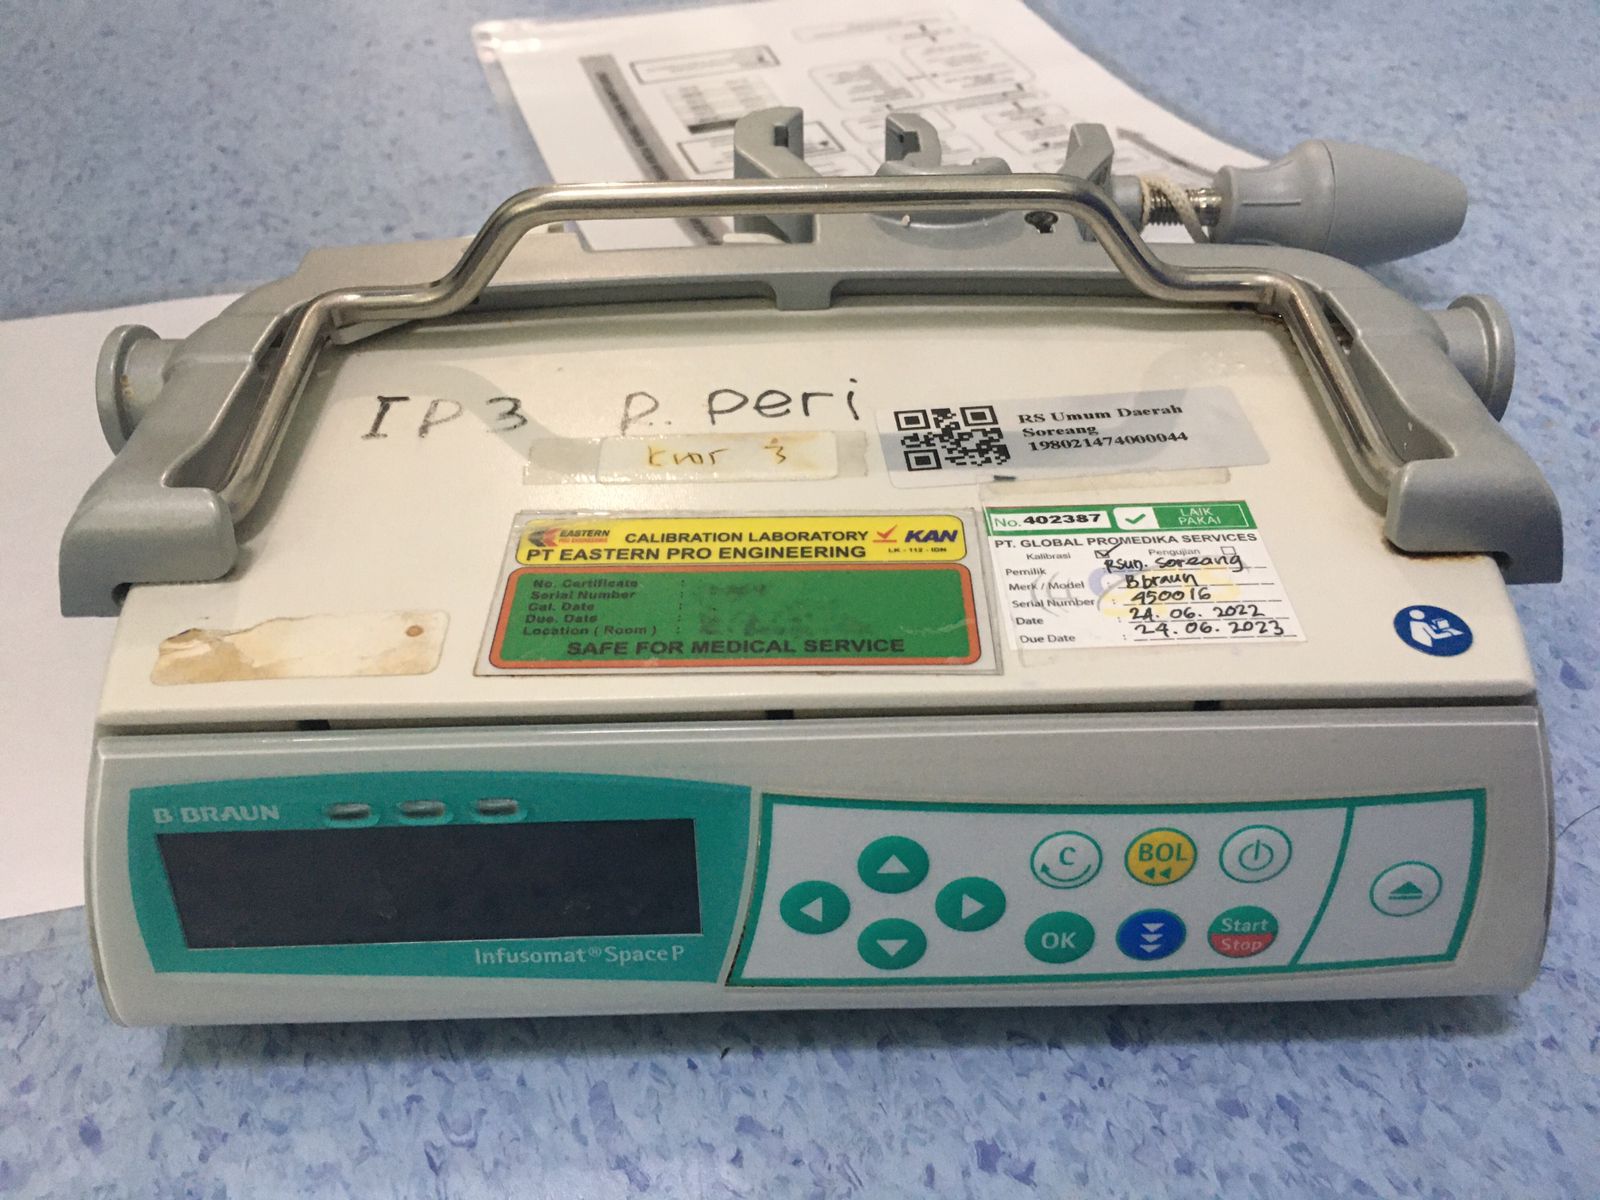 IP3 P. Peri
RS Umum Daerah
Soreang
198021474000044
EASTERN
PRO ENGINEERING
CALIBRATION LABORATORY
KAN
PT EASTERN PRO ENGINEERING
LK - 112 - IDN
No. Certificate :
Serial Number :
Cal. Date :
Due. Date :
Location ( Room ) :
SAFE FOR MEDICAL SERVICE
No. 402387
LAIK
PAKAI
PT. GLOBAL PROMEDIKA SERVICES
Kalibrasi Pengujian
Pemilik : Rsun. Soreang
Merk / Model : Bbraun
Serial Number : 450016
Date : 24. 06. 2022
Due Date : 24. 06. 2023
B BRAUN
Infusomat® Space P
C
BOL
OK
Start
Stop